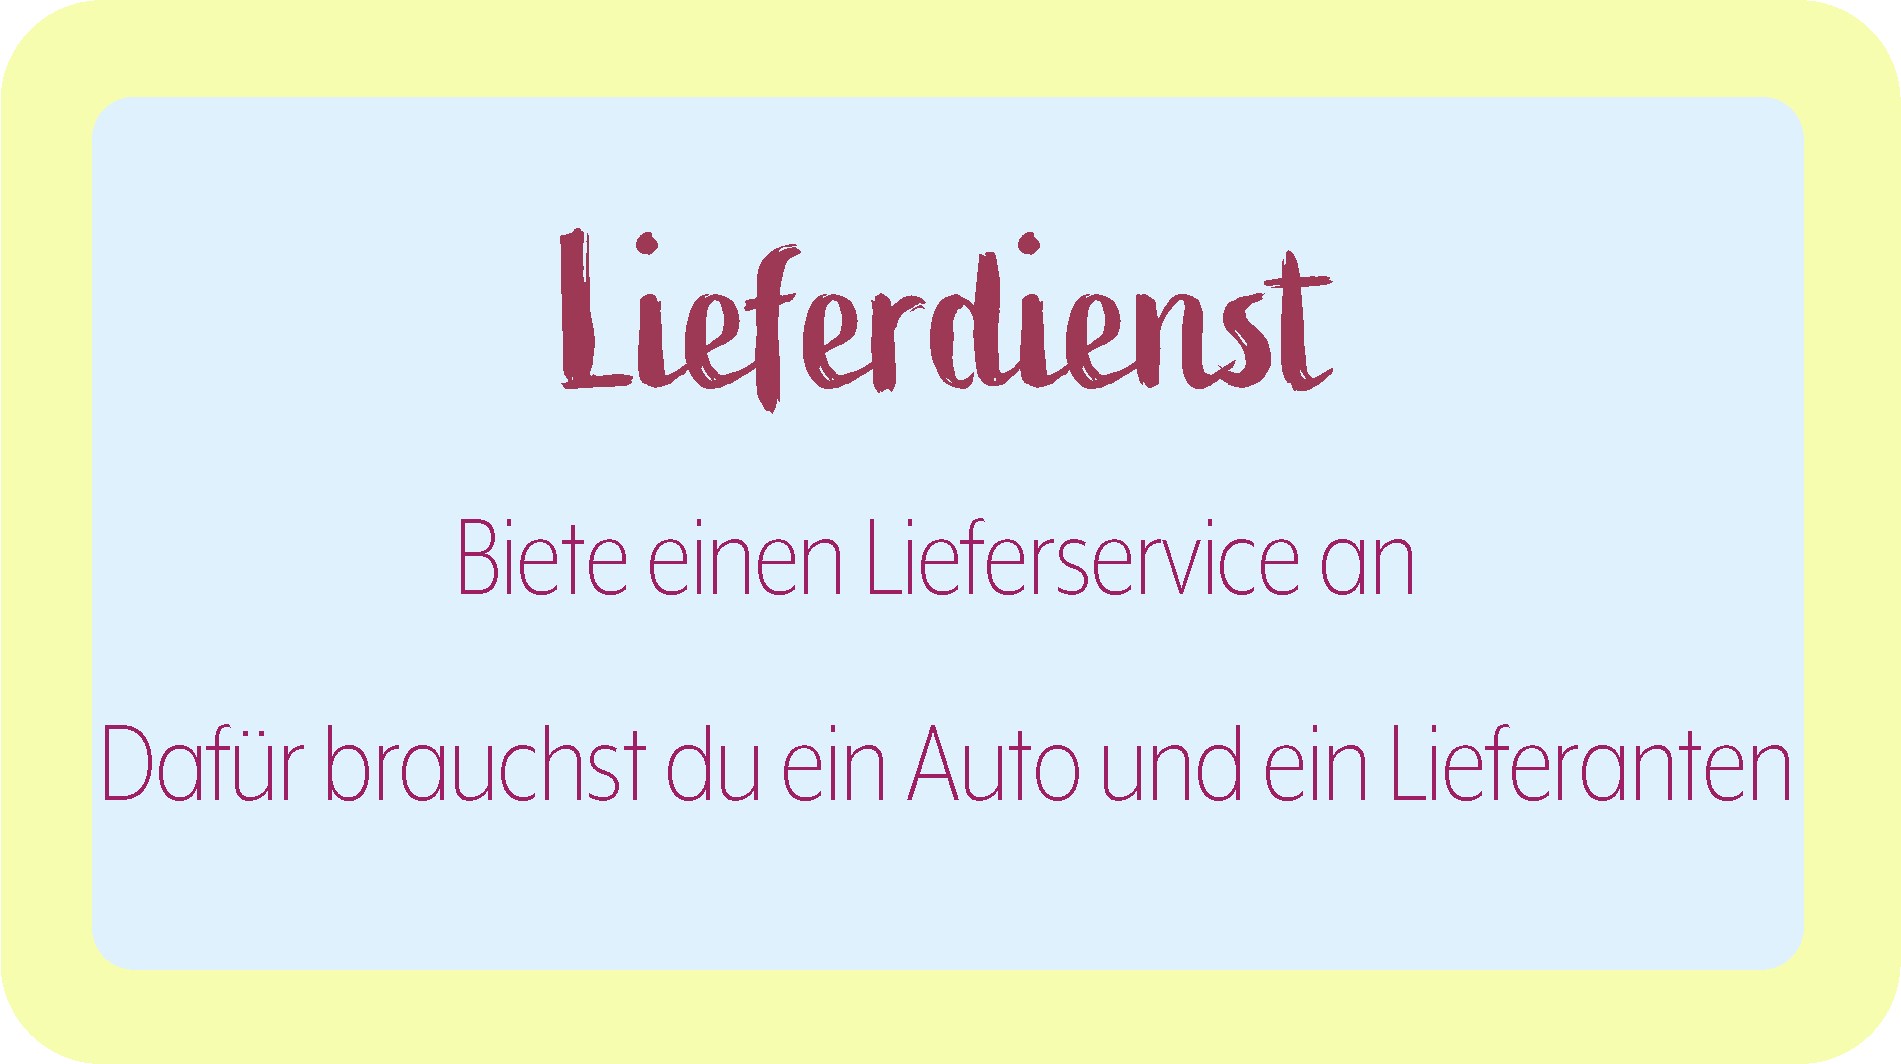 Lieferdienst
Biete einen Lieferservice an
Dafür brauchst du ein Auto und ein Lieferanten